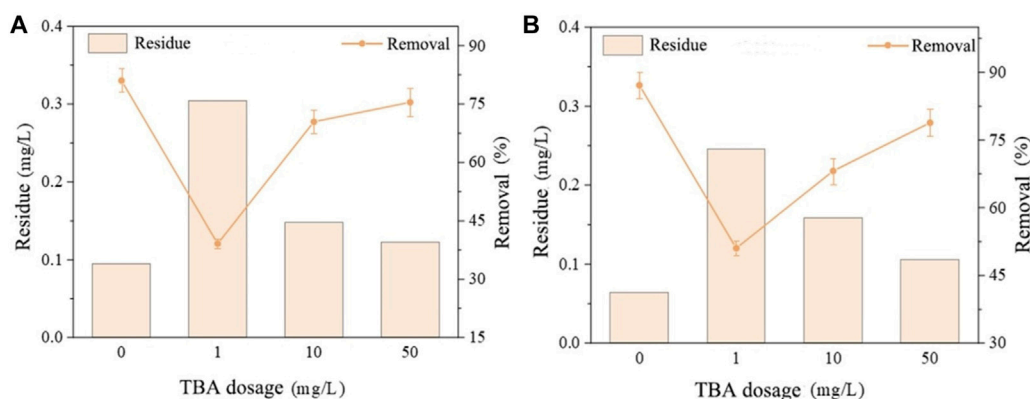 A
Residue
Removal
Residue (mg/L)
0.4
0.3
0.2
0.1
0.0
90
75
60
45
30
15
Removal (%)
0 1 10 50
TBA dosage (mg/L)
B
Residue
Removal
Residue (mg/L)
0.4
0.3
0.2
0.1
0.0
90
75
60
45
30
Removal (%)
0 1 10 50
TBA dosage (mg/L)